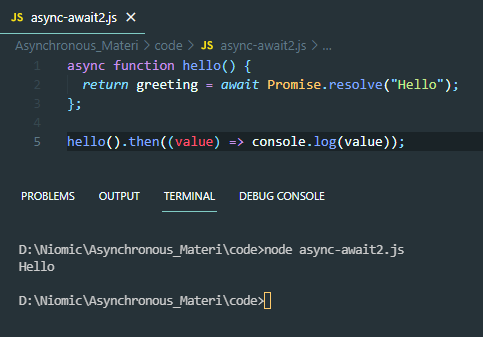 JS async-await2.js ×
Asynchronous_Materi > code > JS async-await2.js > ...
1 async function hello() {
2 return greeting = await Promise.resolve("Hello");
3 };
4
5 hello().then((value) => console.log(value));
PROBLEMS OUTPUT TERMINAL DEBUG CONSOLE
D:\Niomic\Asynchronous_Materi\code>node async-await2.js
Hello
D:\Niomic\Asynchronous_Materi\code>